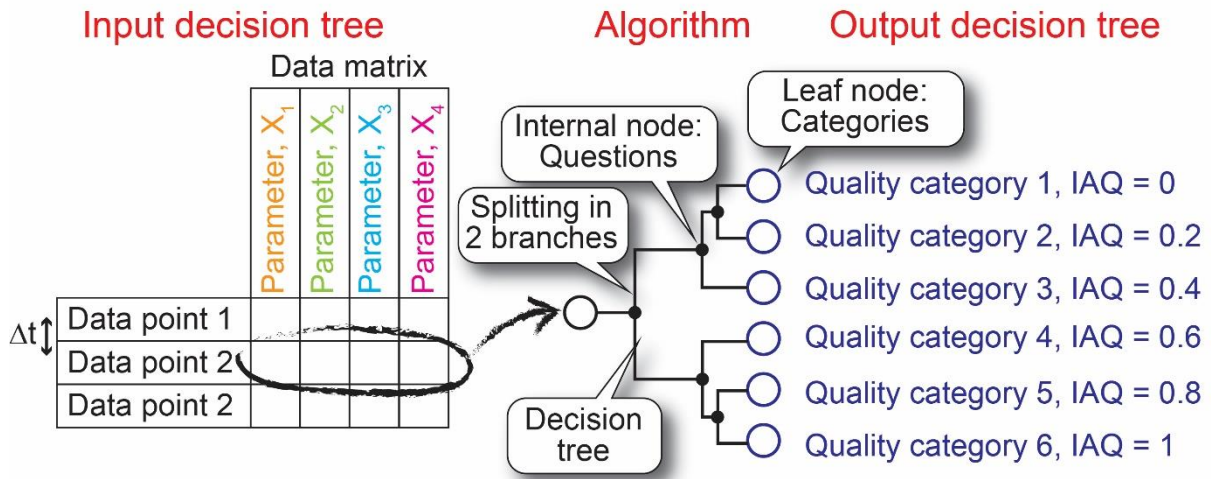 Input decision tree
Algorithm
Output decision tree
Data matrix
Parameter, X1
Parameter, X2
Parameter, X3
Parameter, X4
Δt
Data point 1
Data point 2
Data point 2
Splitting in
2 branches
Internal node:
Questions
Leaf node:
Categories
Decision
tree
Quality category 1, IAQ = 0
Quality category 2, IAQ = 0.2
Quality category 3, IAQ = 0.4
Quality category 4, IAQ = 0.6
Quality category 5, IAQ = 0.8
Quality category 6, IAQ = 1